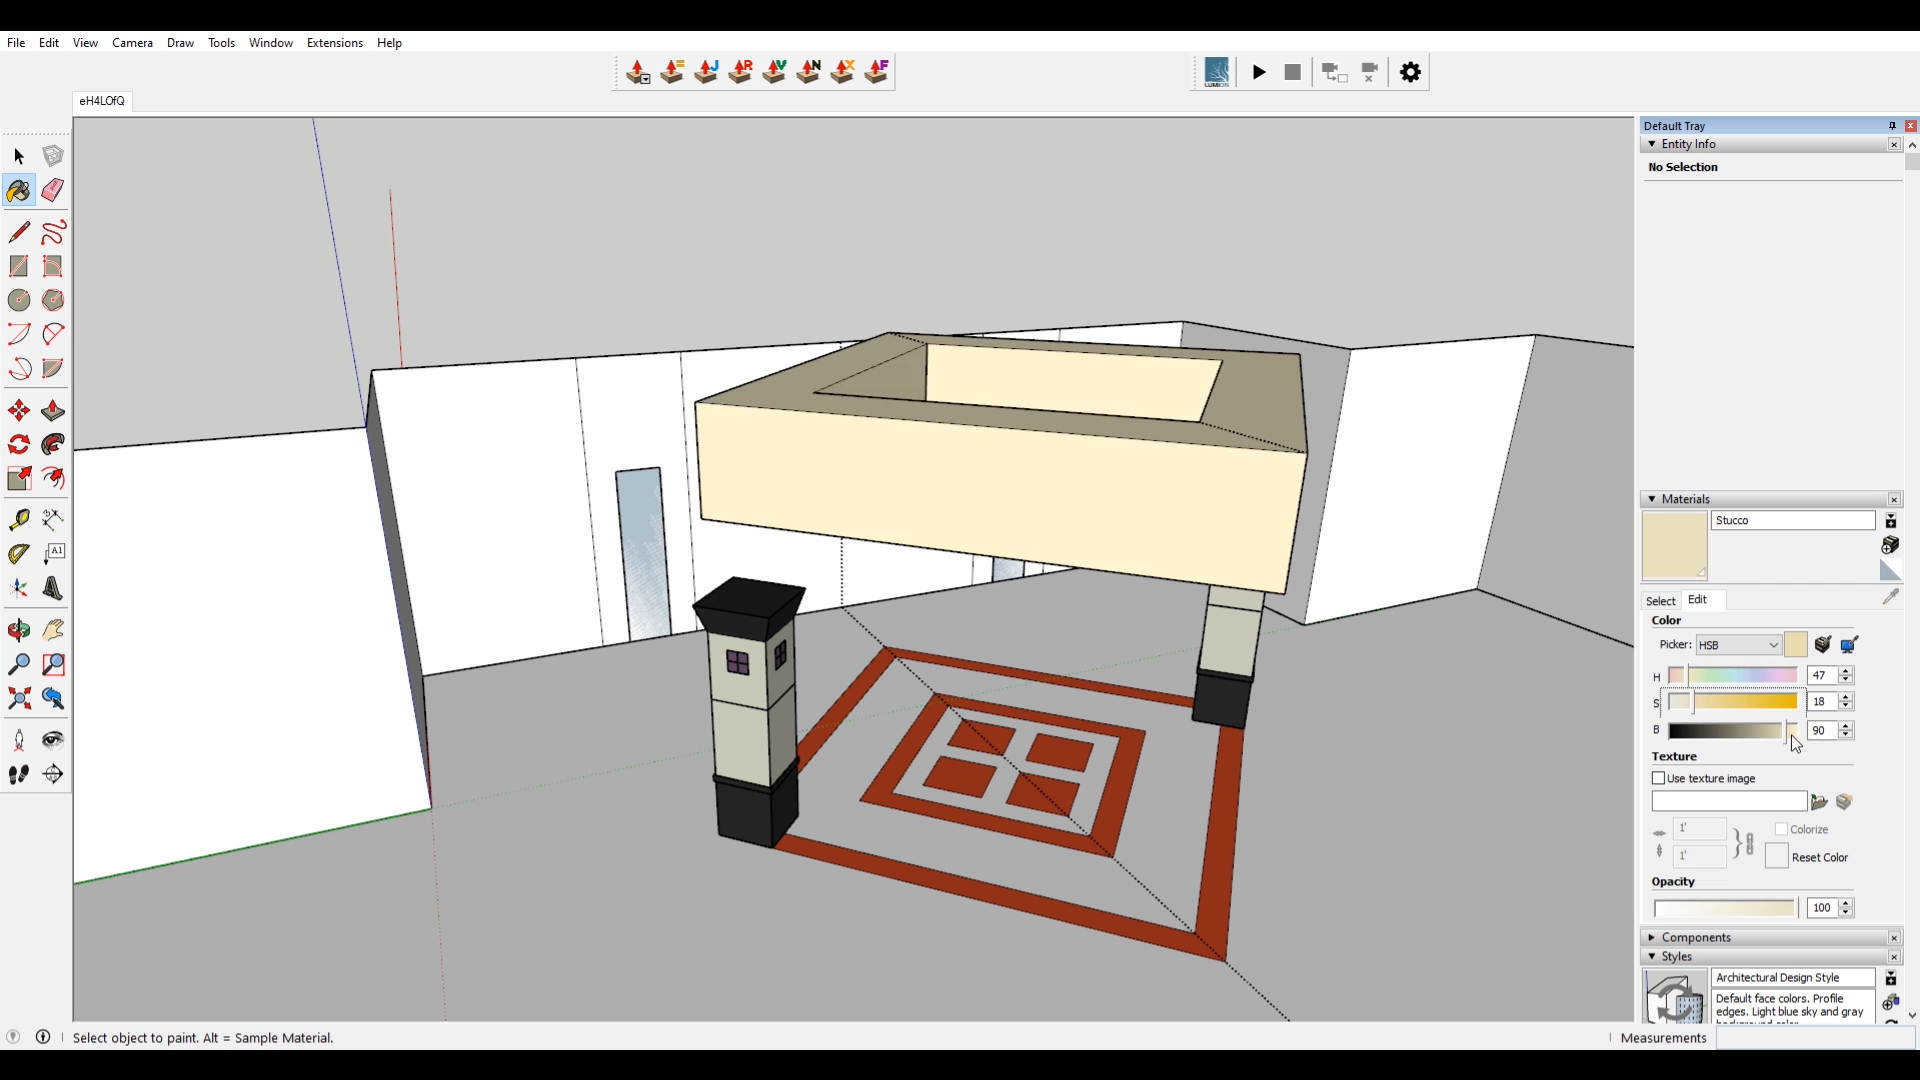 File Edit View Camera Draw Tools Window Extensions Help
= J R V N X F
LUMION
eH4LOfQ
Default Tray
Entity Info
No Selection
A1
Materials
Stucco
Select Edit
Color
Picker: HSB
H 47
S 18
B 90
Texture
Use texture image
1' Colorize
1' Reset Color
Opacity
100
Components
Styles
Architectural Design Style
Default face colors. Profile
edges. Light blue sky and gray
Select object to paint. Alt = Sample Material.
Measurements